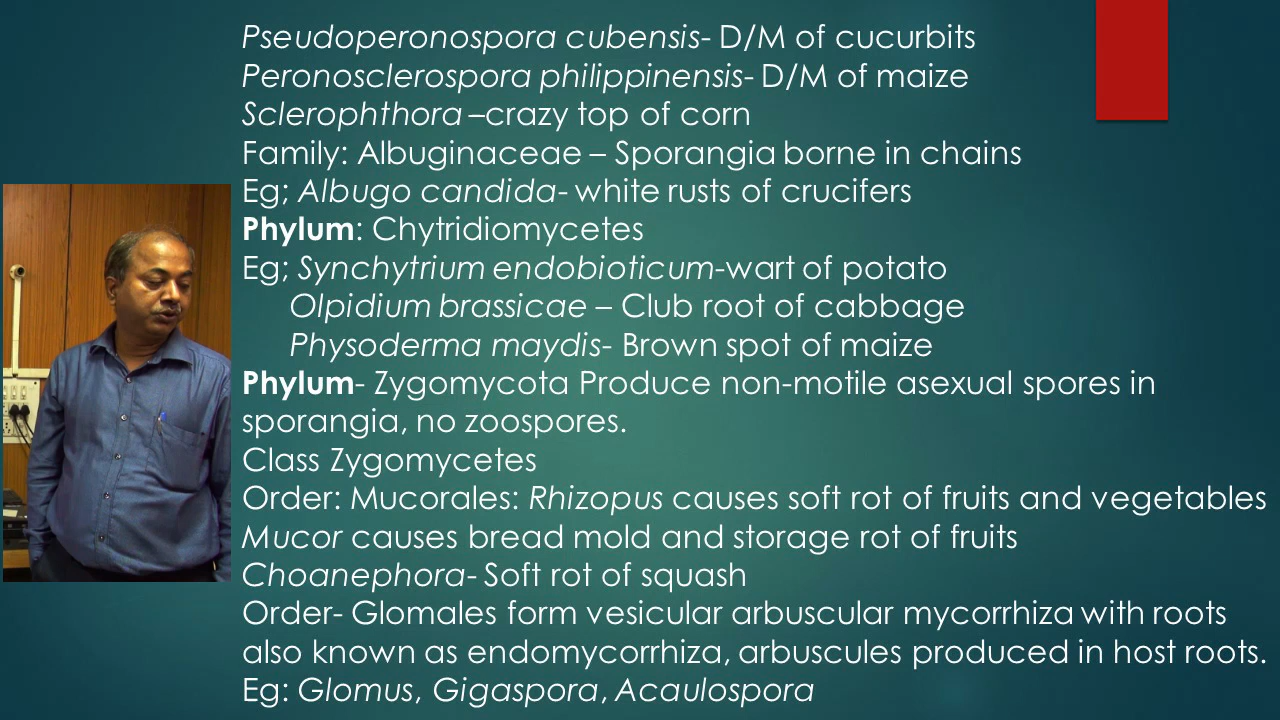 Pseudoperonospora cubensis- D/M of cucurbits
Peronosclerospora philippinensis- D/M of maize
Sclerophthora –crazy top of corn
Family: Albuginaceae – Sporangia borne in chains
Eg; Albugo candida- white rusts of crucifers
Phylum: Chytridiomycetes
Eg; Synchytrium endobioticum-wart of potato
Olpidium brassicae – Club root of cabbage
Physoderma maydis- Brown spot of maize
Phylum- Zygomycota Produce non-motile asexual spores in
sporangia, no zoospores.
Class Zygomycetes
Order: Mucorales: Rhizopus causes soft rot of fruits and vegetables
Mucor causes bread mold and storage rot of fruits
Choanephora- Soft rot of squash
Order- Glomales form vesicular arbuscular mycorrhiza with roots
also known as endomycorrhiza, arbuscules produced in host roots.
Eg: Glomus, Gigaspora, Acaulospora